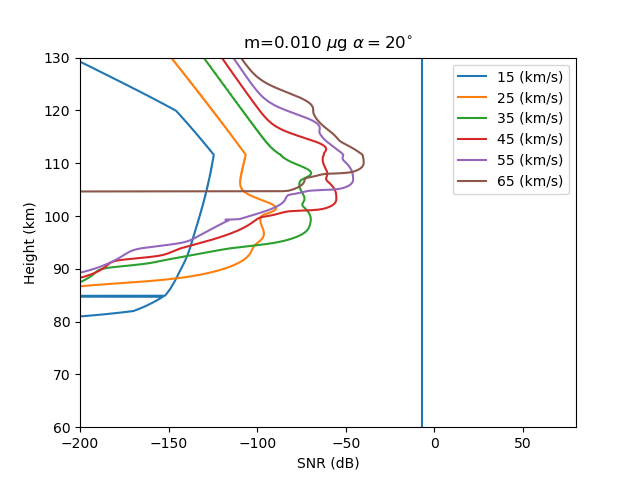 m=0.010 μg α = 20°
130
120
110
100
90
80
70
60
Height (km)
15 (km/s)
25 (km/s)
35 (km/s)
45 (km/s)
55 (km/s)
65 (km/s)
−200
−150
−100
−50
0
50
SNR (dB)